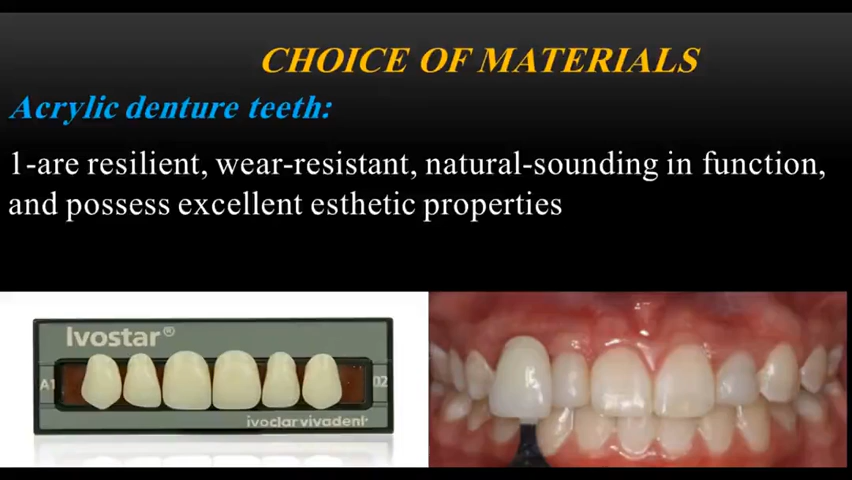 CHOICE OF MATERIALS
Acrylic denture teeth:
1-are resilient, wear-resistant, natural-sounding in function,
and possess excellent esthetic properties
Ivostar®
A1 02
ivoclar vivadent